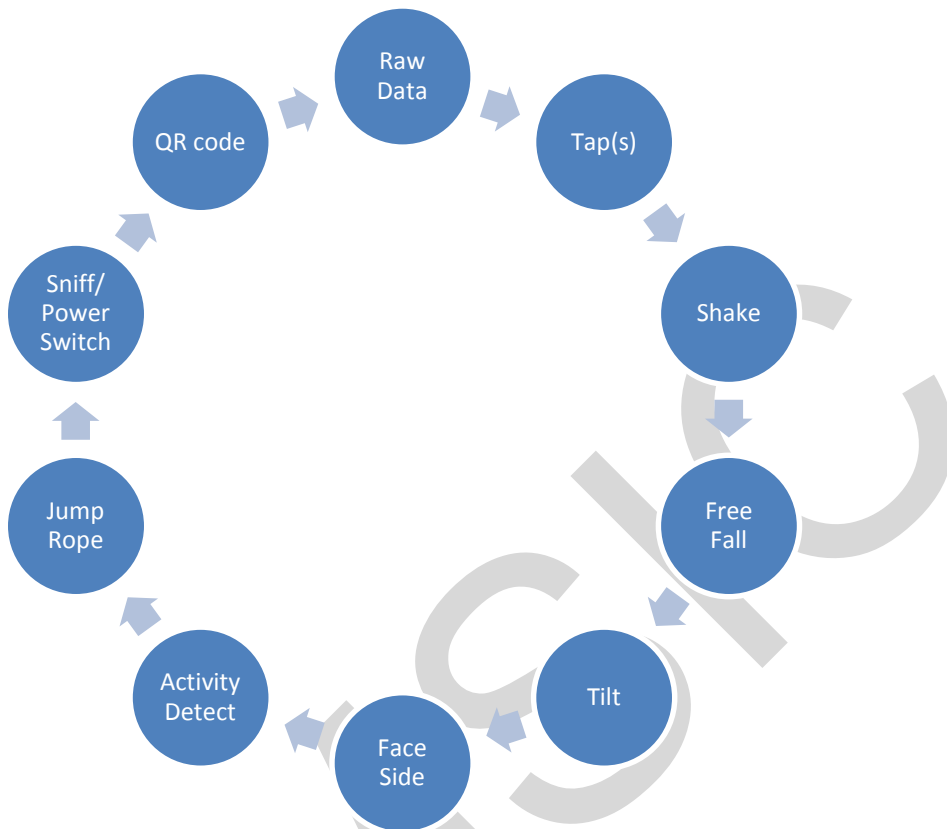 Raw
Data
Tap(s)
Shake
Free
Fall
Tilt
Face
Side
Activity
Detect
Jump
Rope
Sniff/
Power
Switch
QR code